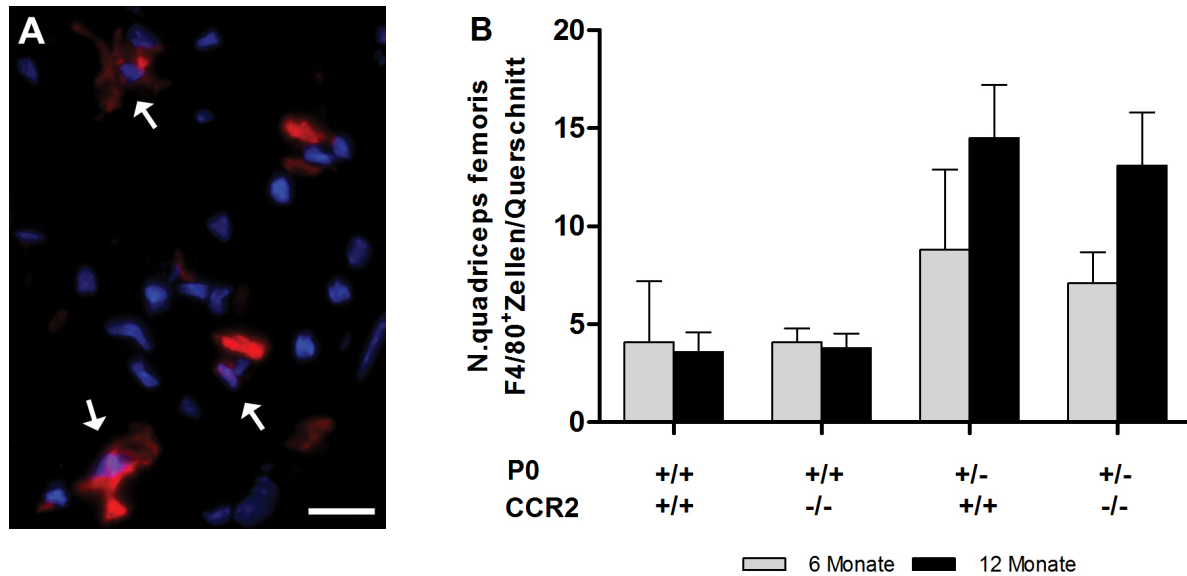 A
B
N.quadriceps femoris
F4/80+Zellen/Querschnitt
20
15
10
5
0
P0 +/+ +/+ +/- +/-
CCR2 +/+ -/- +/+ -/-
6 Monate 12 Monate